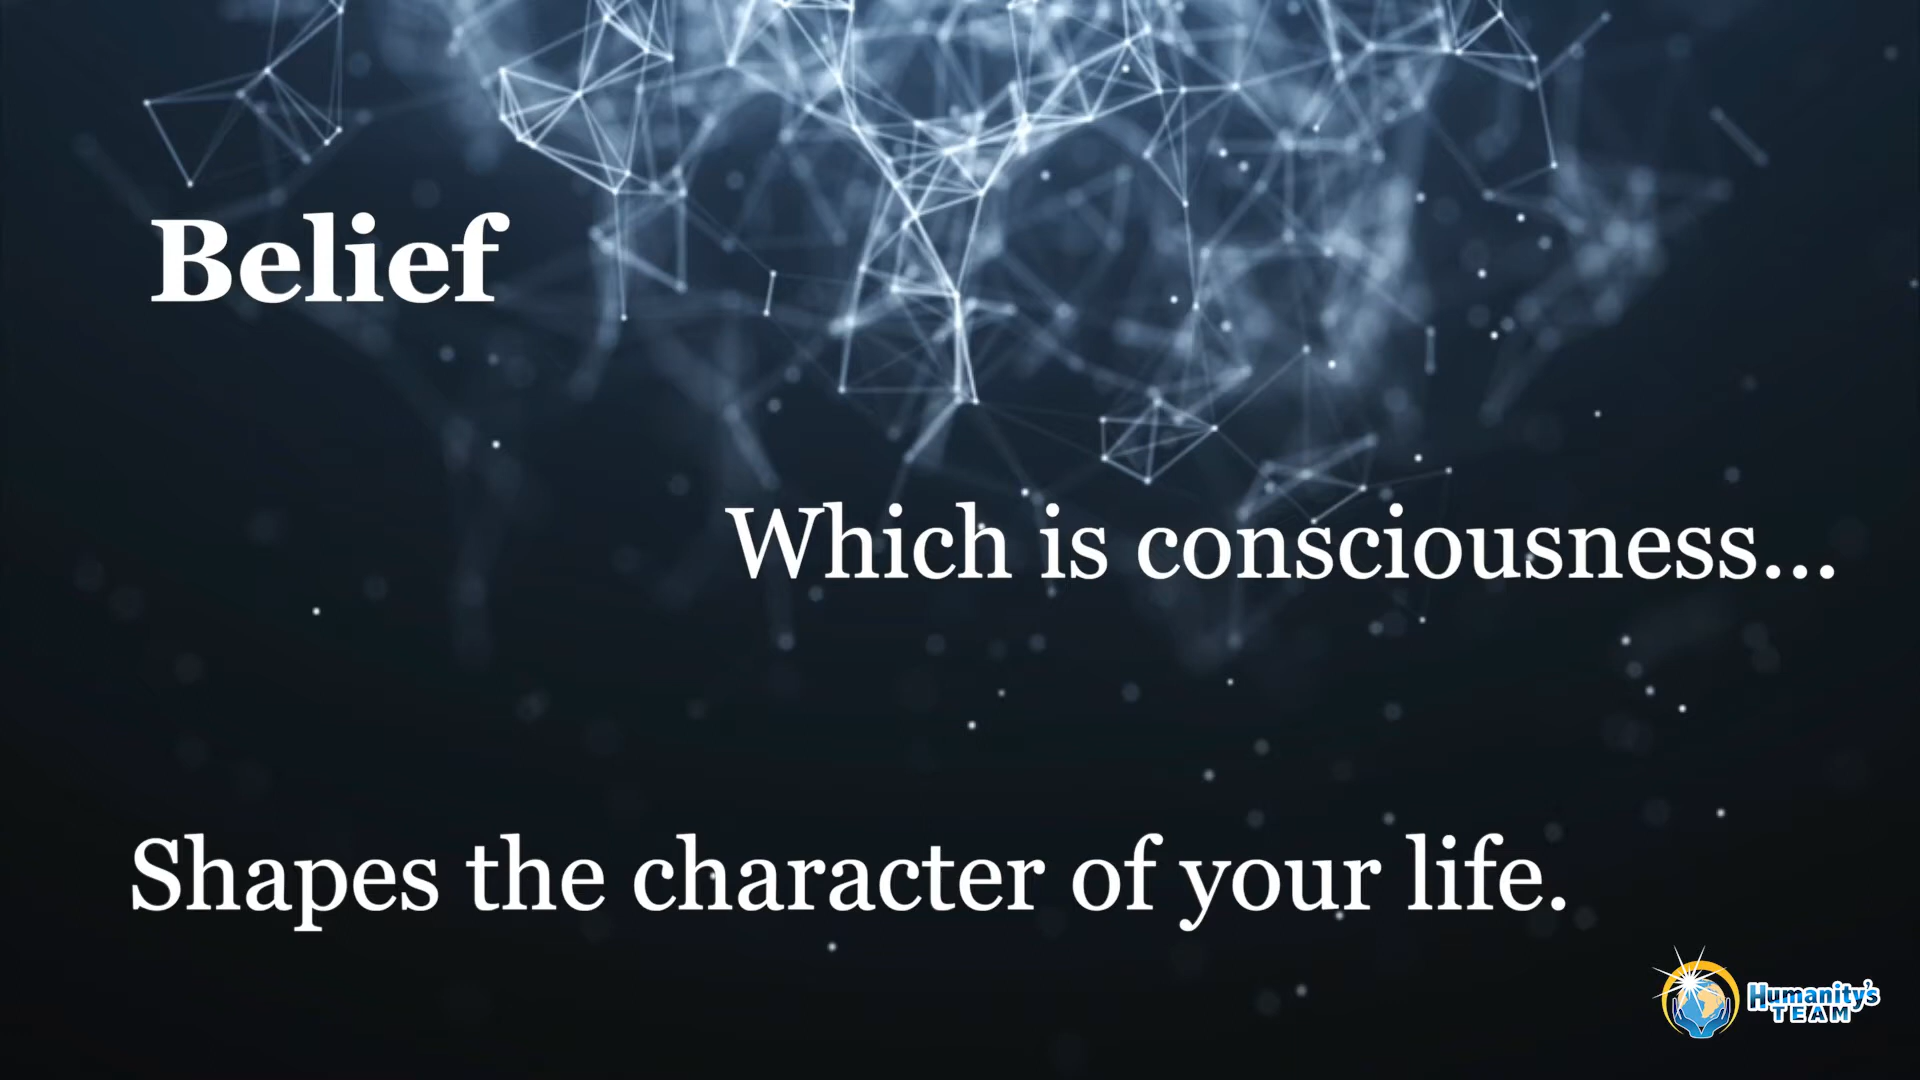 Belief
Which is consciousness...
Shapes the character of your life.
Humanity's
TEAM